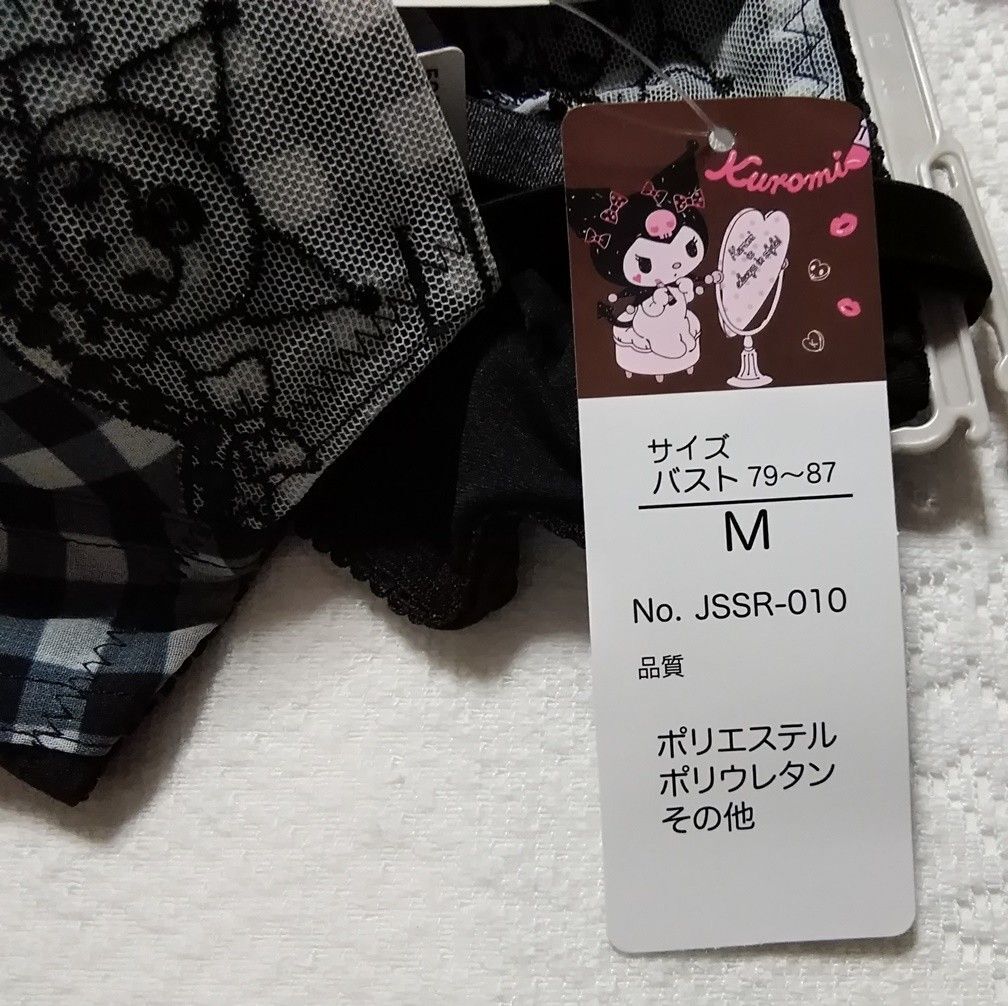 Kuromi
サイズ
バスト 79～87
M
No. JSSR-010
品質
ポリエステル
ポリウレタン
その他